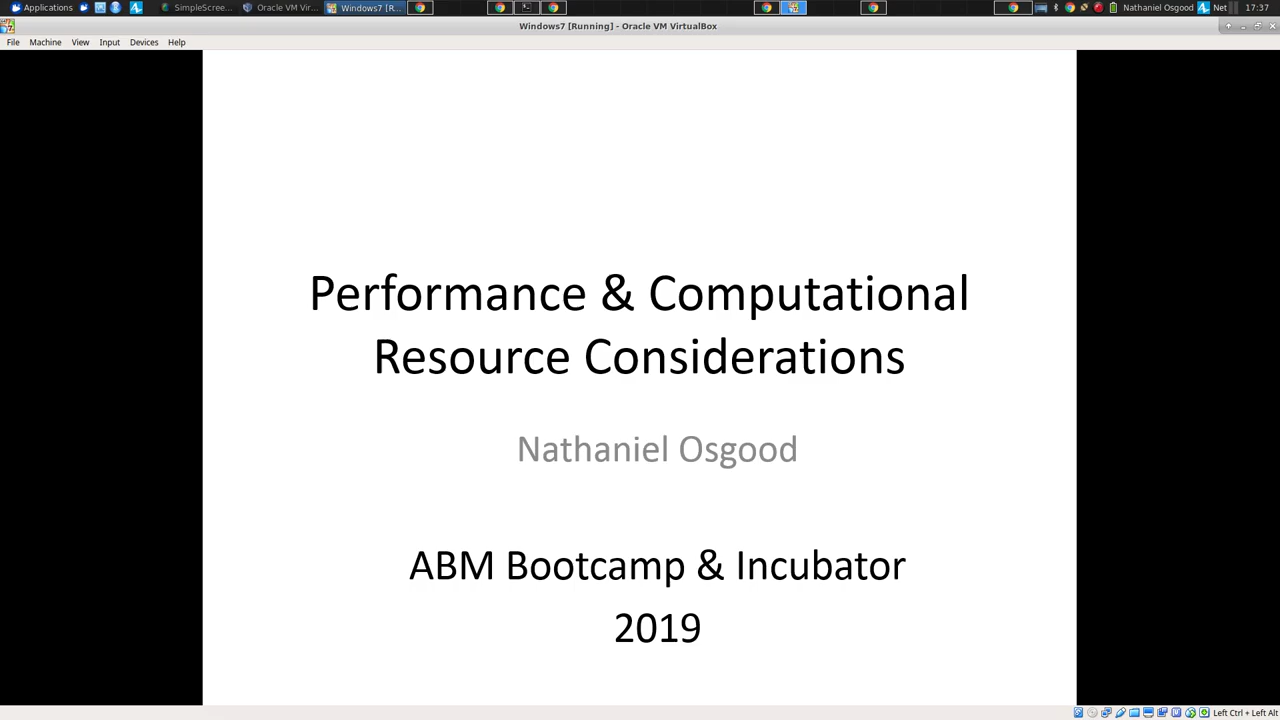 Applications
SimpleScree...
Oracle VM Vir...
Windows7 [R...
Nathaniel Osgood
Net
17:37
Windows7 [Running] - Oracle VM VirtualBox
File Machine View Input Devices Help
Performance & Computational
Resource Considerations
Nathaniel Osgood
ABM Bootcamp & Incubator
2019
Left Ctrl + Left Alt